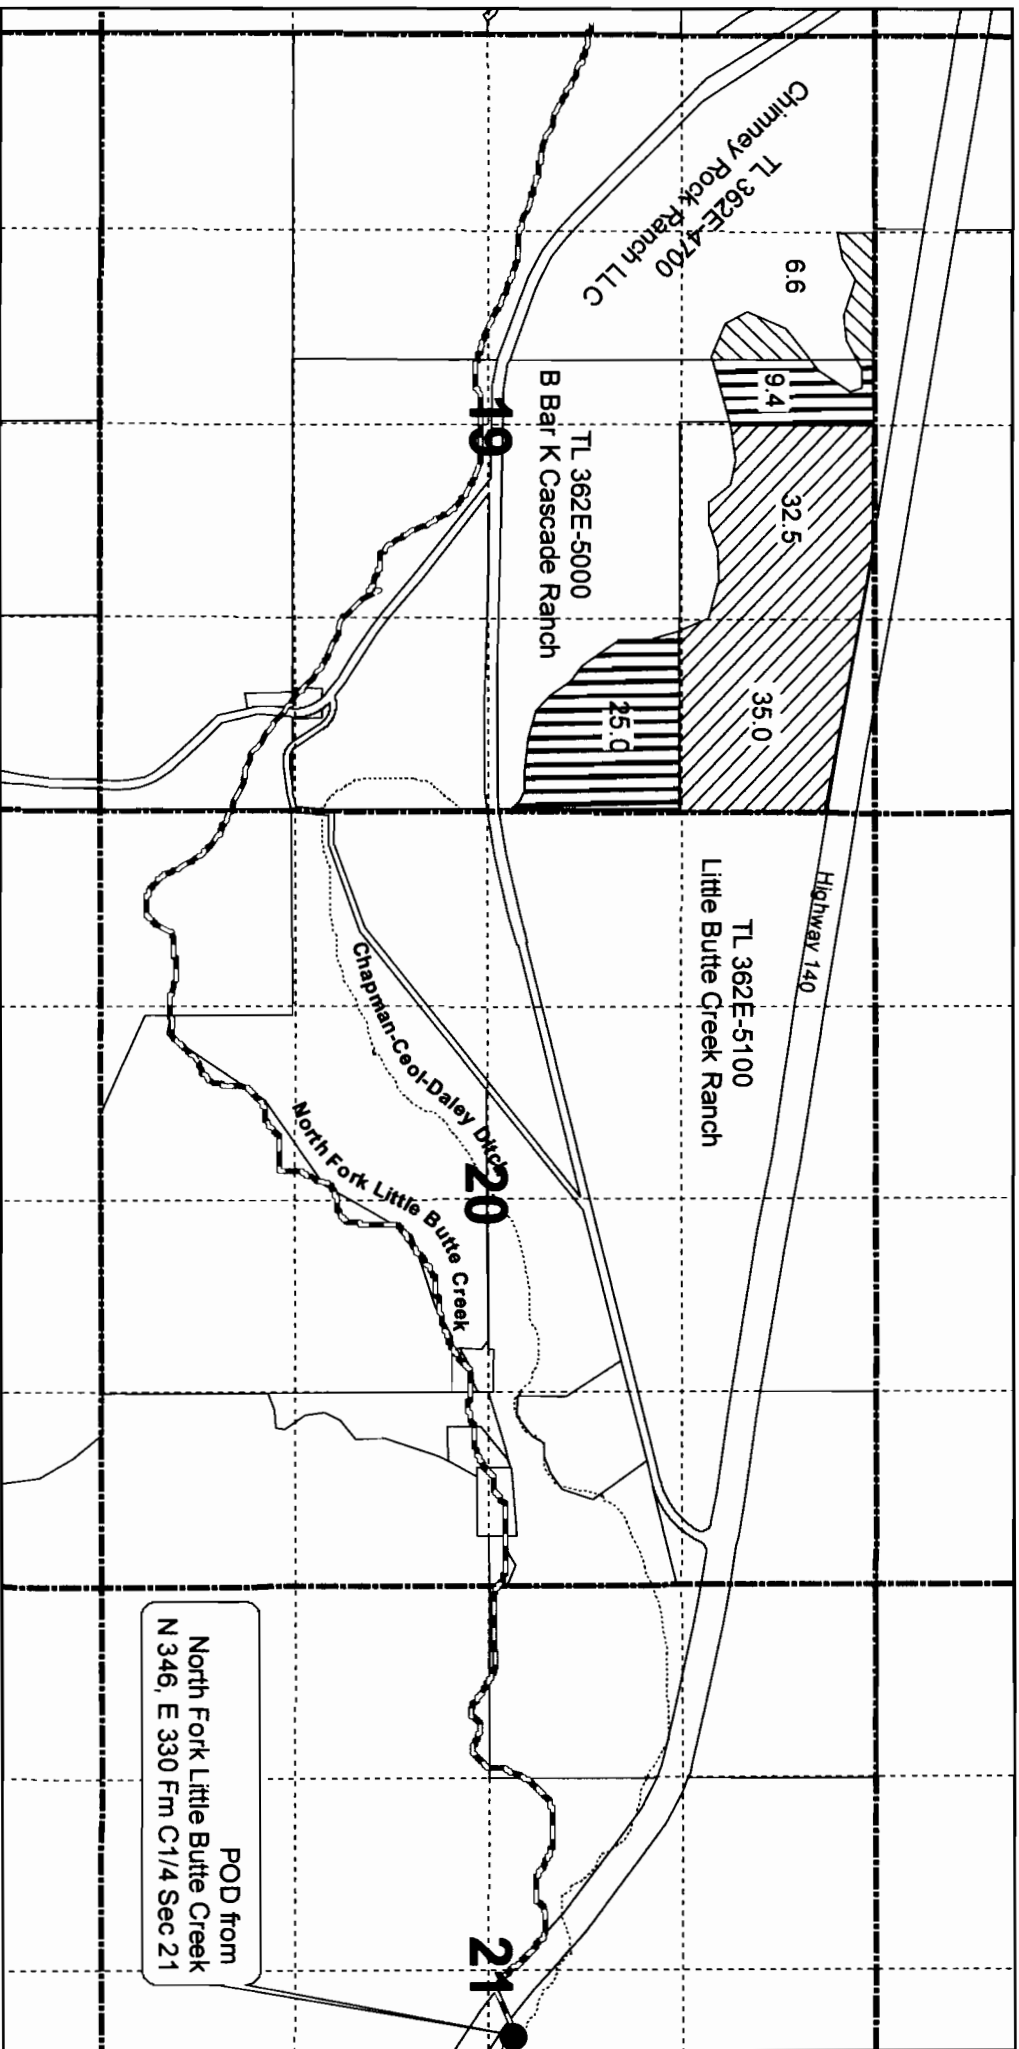 Chimney Rock Ranch LLC
TL 362E-4700
6.6
9.4
32.5
35.0
25.0
TL 362E-5000
B Bar K Cascade Ranch
19
Highway 140
TL 362E-5100
Little Butte Creek Ranch
Chapman-Ceol-Daley Ditch
20
North Fork Little Butte Creek
21
POD from
North Fork Little Butte Creek
N 346, E 330 Fm C1/4 Sec 21